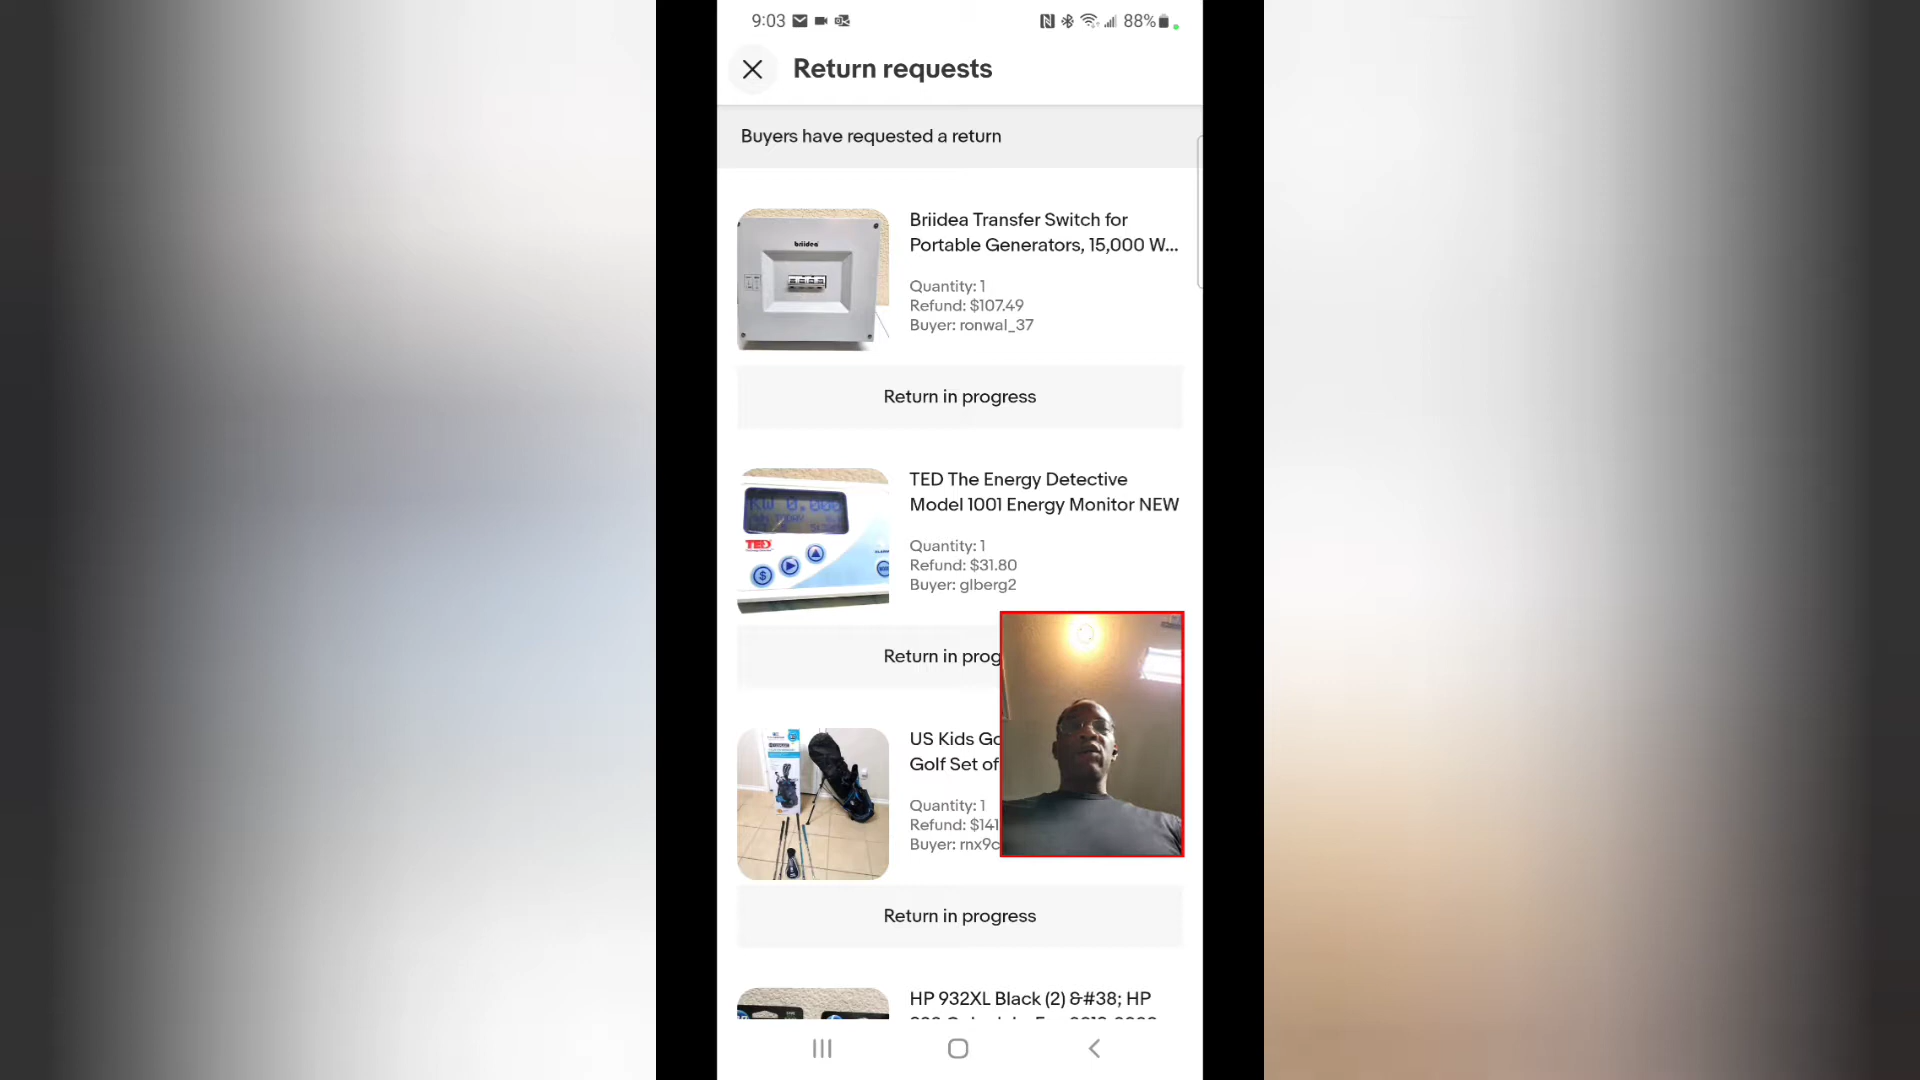 9:03
88%
Return requests
Buyers have requested a return
briidea
Briidea Transfer Switch for
Portable Generators, 15,000 W...
Quantity: 1
Refund: $107.49
Buyer: ronwal_37
Return in progress
TED
TED The Energy Detective
Model 1001 Energy Monitor NEW
Quantity: 1
Refund: $31.80
Buyer: glberg2
Return in prog
US Kids Go
Golf Set of
Quantity: 1
Refund: $141
Buyer: rnx9c
Return in progress
HP 932XL Black (2) &#38; HP